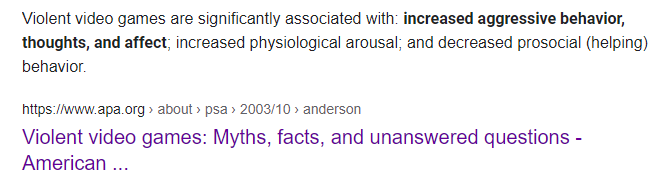 Violent video games are significantly associated with: increased aggressive behavior,
thoughts, and affect; increased physiological arousal; and decreased prosocial (helping)
behavior.
https://www.apa.org › about › psa › 2003/10 › anderson
Violent video games: Myths, facts, and unanswered questions -
American ...